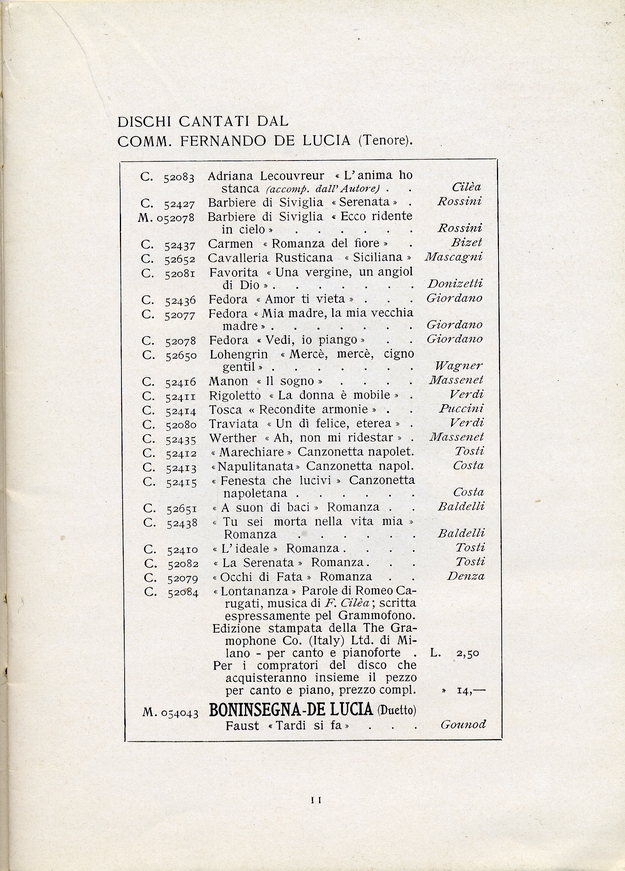 DISCHI CANTATI DAL
COMM. FERNANDO DE LUCIA (Tenore).
C. 52083 Adriana Lecouvreur « L'anima ho
stanca (accomp. dall'Autore) . . Cilèa
C. 52427 Barbiere di Siviglia « Serenata » . Rossini
M. 052078 Barbiere di Siviglia « Ecco ridente
in cielo » . . . . . . Rossini
C. 52437 Carmen « Romanza del fiore » . Bizet
C. 52652 Cavalleria Rusticana « Siciliana » Mascagni
C. 52081 Favorita « Una vergine, un angiol
di Dio » . . . . . . . Donizetti
C. 52436 Fedora « Amor ti vieta » . . . Giordano
C. 52077 Fedora « Mia madre, la mia vecchia
madre » . . . . . . . Giordano
C. 52078 Fedora « Vedi, io piango » . . Giordano
C. 52650 Lohengrin « Mercè, mercè, cigno
gentil » . . . . . . . Wagner
C. 52416 Manon « Il sogno » . . . . Massenet
C. 52411 Rigoletto « La donna è mobile » . Verdi
C. 52414 Tosca « Recondite armonie » . . Puccini
C. 52080 Traviata « Un dì felice, eterea » . Verdi
C. 52435 Werther « Ah, non mi ridestar » . Massenet
C. 52412 « Marechiare » Canzonetta napolet. Tosti
C. 52413 «Napulitanata» Canzonetta napol. Costa
C. 52415 « Fenesta che lucivi » Canzonetta
napoletana . . . . . . Costa
C. 52651 « A suon di baci » Romanza . . Baldelli
C. 52438 « Tu sei morta nella vita mia »
Romanza . . . . . . Baldelli
C. 52410 « L'ideale » Romanza . . . . Tosti
C. 52082 « La Serenata » Romanza . . . Tosti
C. 52079 « Occhi di Fata » Romanza . . Denza
C. 52084 « Lontananza » Parole di Romeo Ca-
rugati, musica di F. Cilèa ; scritta
espressamente pel Grammofono.
Edizione stampata della The Gra-
mophone Co. (Italy) Ltd. di Mi-
lano - per canto e pianoforte . L. 2,50
Per i compratori del disco che
acquisteranno insieme il pezzo
per canto e piano, prezzo compl. » 14,—
M. 054043 BONINSEGNA-DE LUCIA (Duetto)
Faust « Tardi si fa » . . . Gounod
11